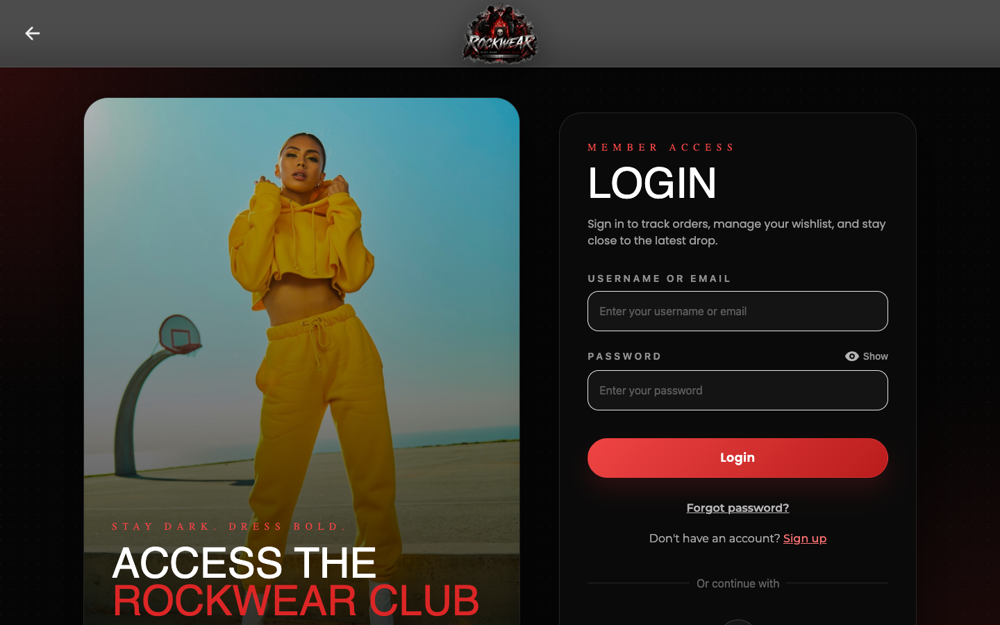 ROCKWEAR
STAY DARK. DRESS BOLD.
ACCESS THE
ROCKWEAR CLUB
MEMBER ACCESS
LOGIN
Sign in to track orders, manage your wishlist, and stay
close to the latest drop.
USERNAME OR EMAIL
Enter your username or email
PASSWORD
Show
Enter your password
Login
Forgot password?
Don't have an account? Sign up
Or continue with